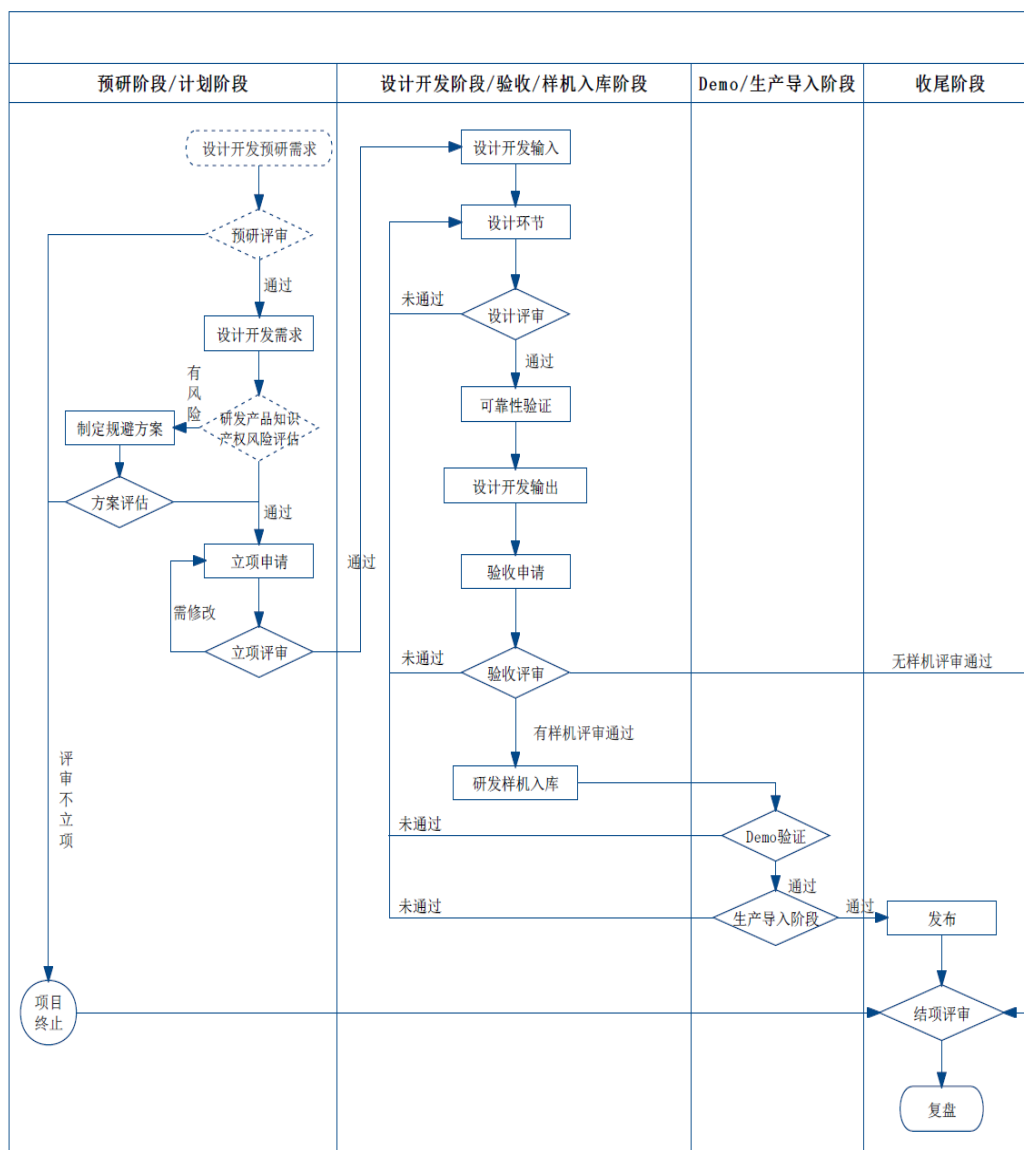 预研阶段/计划阶段
设计开发阶段/验收/样机入库阶段
Demo/生产导入阶段
收尾阶段
设计开发预研需求
预研评审
通过
设计开发需求
有
风
险
研发产品知识
产权风险评估
制定规避方案
方案评估
通过
立项申请
需修改
立项评审
评
审
不
立
项
项目
终止
通过
设计开发输入
设计环节
未通过
设计评审
通过
可靠性验证
设计开发输出
验收申请
未通过
验收评审
无样机评审通过
有样机评审通过
研发样机入库
未通过
Demo验证
通过
未通过
生产导入阶段
通过
发布
结项评审
复盘